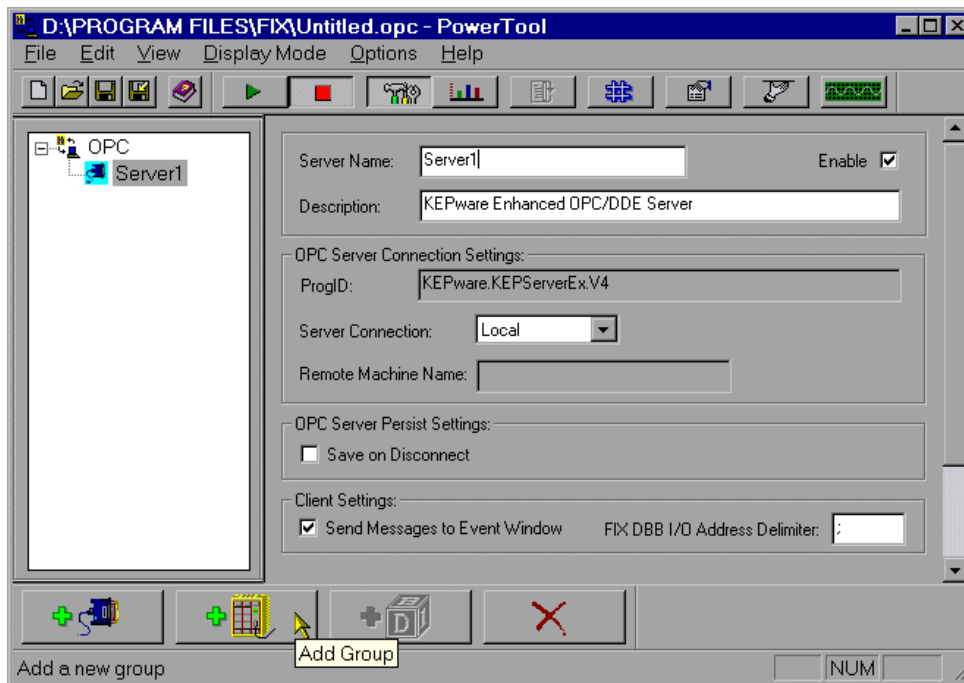 D:\PROGRAM FILES\FIX\Untitled.opc - PowerTool
File Edit View Display Mode Options Help
OPC
Server1
Server Name: Server1 Enable
Description: KEPware Enhanced OPC/DDE Server
OPC Server Connection Settings:
ProgID: KEPware.KEPServerEx.V4
Server Connection: Local
Remote Machine Name:
OPC Server Persist Settings:
Save on Disconnect
Client Settings:
Send Messages to Event Window FIX DBB I/O Address Delimiter: ;
D
Add Group
Add a new group NUM